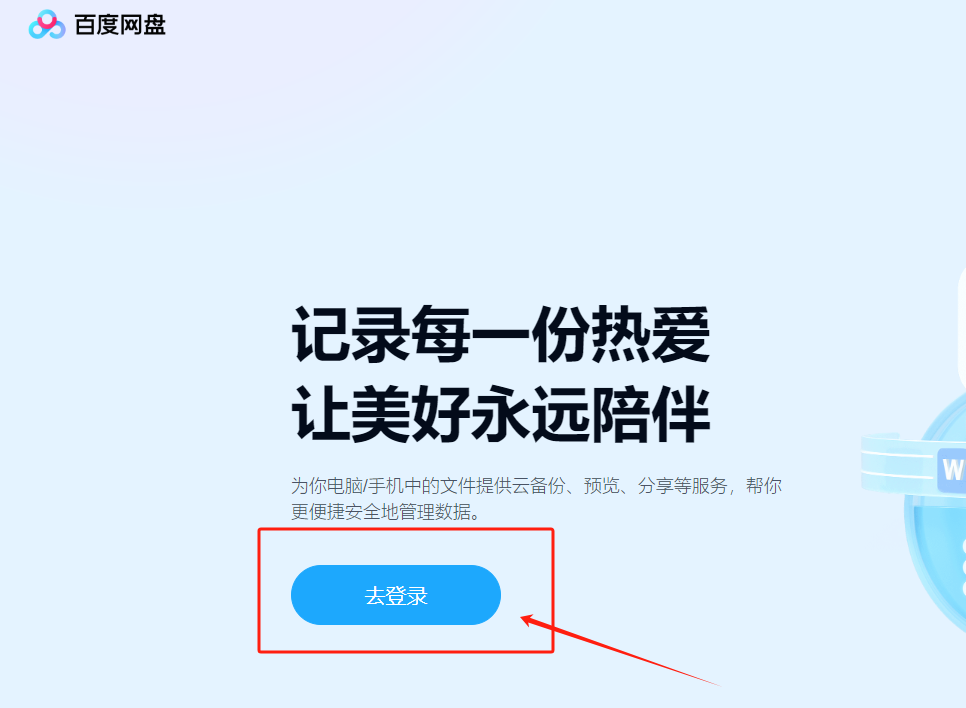 百度网盘
记录每一份热爱
让美好永远陪伴
为你电脑/手机中的文件提供云备份、预览、分享等服务，帮你
更便捷安全地管理数据。
W
去登录